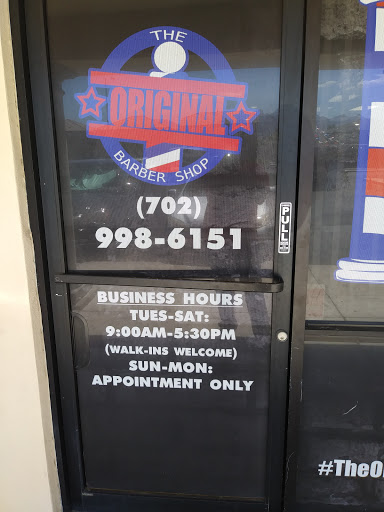 THE
ORIGINAL
BARBER SHOP
(702)
998-6151
PULL
BUSINESS HOURS
TUES-SAT:
9:00AM-5:30PM
(WALK-INS WELCOME)
SUN-MON:
APPOINTMENT ONLY